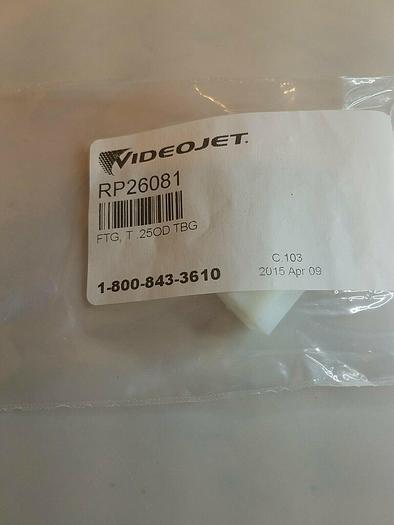 VIDEOJET.
RP26081
FTG, T .25OD TBG
C.103
1-800-843-3610
2015 Apr 09